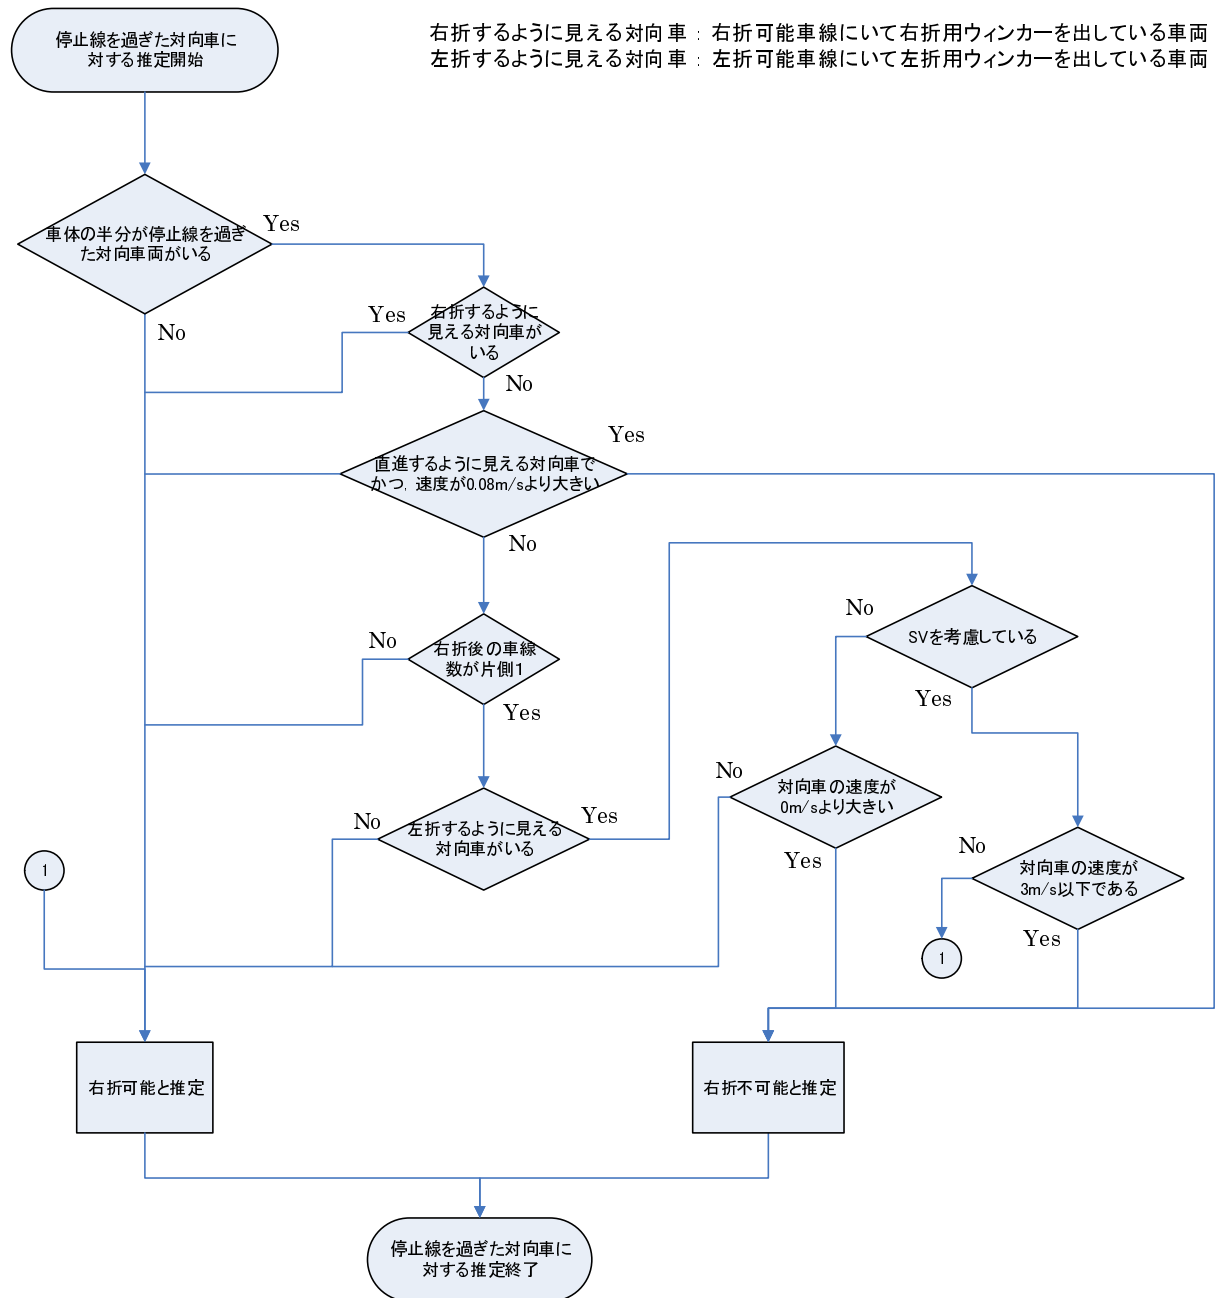 停止線を過ぎた対向車に
対する推定開始
右折するように見える対向車 : 右折可能車線にいて右折用ウィンカーを出している車両
左折するように見える対向車 : 左折可能車線にいて左折用ウィンカーを出している車両
車体の半分が停止線を過ぎ
た対向車両がいる
Yes
No
右折するように
見える対向車が
いる
Yes
No
直進するように見える対向車で
かつ, 速度が0.08m/sより大きい
Yes
No
右折後の車線
数が片側1
No
Yes
左折するように見える
対向車がいる
No
Yes
SVを考慮している
No
Yes
対向車の速度が
0m/sより大きい
No
Yes
対向車の速度が
3m/s以下である
No
Yes
1
1
右折可能と推定
右折不可能と推定
停止線を過ぎた対向車に
対する推定終了